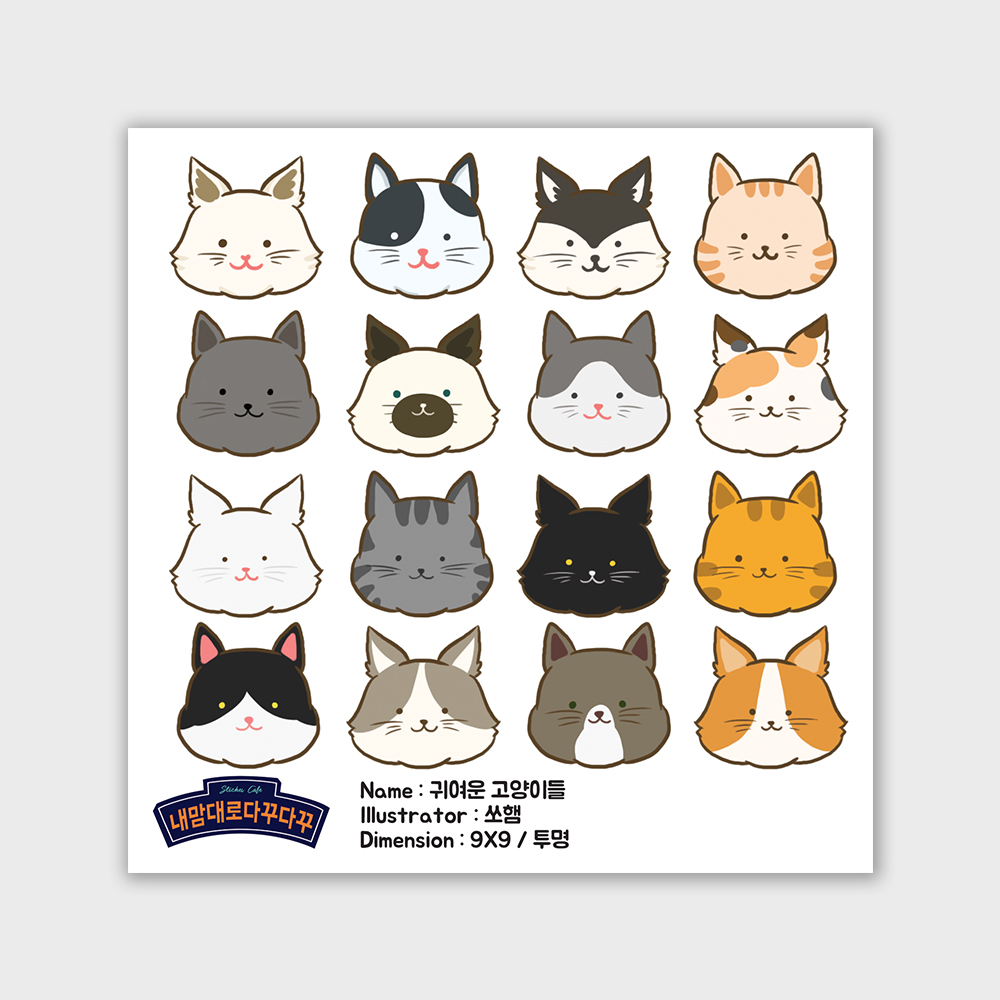 Sticker Cafe
내맘대로다꾸다꾸
Name : 귀여운 고양이들
Illustrator : 쏘햄
Dimension : 9X9 / 투명